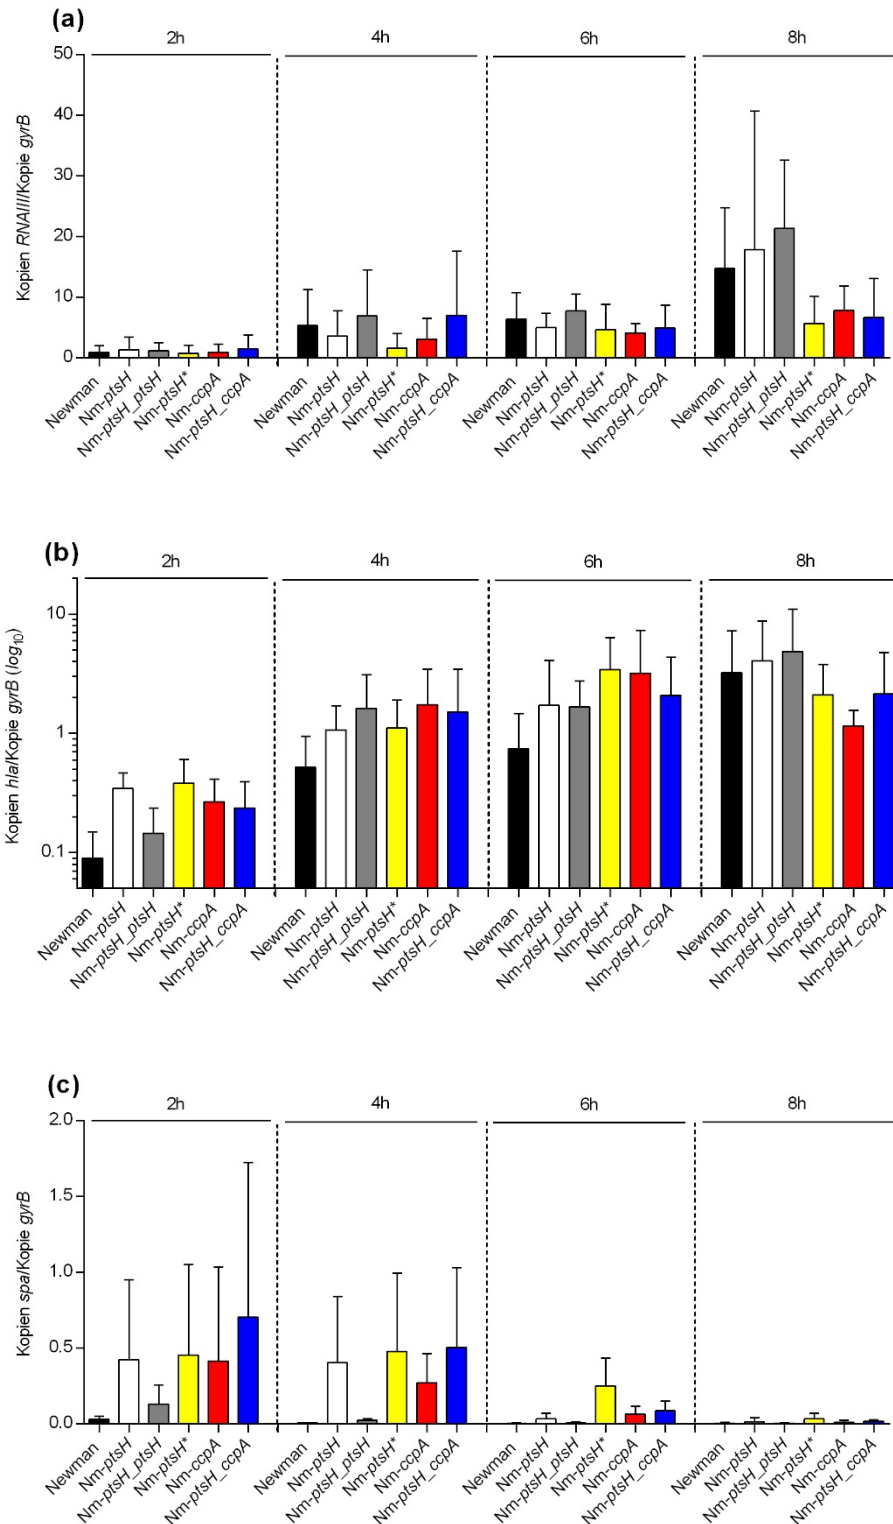 (a)
2h 4h 6h 8h
Kopien RNAIII/Kopie gyrB
50
40
30
20
10
0
Newman Nm-ptsH Nm-ptsH_ptsH Nm-ptsH* Nm-ccpA Nm-ptsH_ccpA Newman Nm-ptsH Nm-ptsH_ptsH Nm-ptsH* Nm-ccpA Nm-ptsH_ccpA Newman Nm-ptsH Nm-ptsH_ptsH Nm-ptsH* Nm-ccpA Nm-ptsH_ccpA Newman Nm-ptsH Nm-ptsH_ptsH Nm-ptsH* Nm-ccpA Nm-ptsH_ccpA
(b)
2h 4h 6h 8h
Kopien hla/Kopie gyrB (log10)
10
1
0.1
Newman Nm-ptsH Nm-ptsH_ptsH Nm-ptsH* Nm-ccpA Nm-ptsH_ccpA Newman Nm-ptsH Nm-ptsH_ptsH Nm-ptsH* Nm-ccpA Nm-ptsH_ccpA Newman Nm-ptsH Nm-ptsH_ptsH Nm-ptsH* Nm-ccpA Nm-ptsH_ccpA Newman Nm-ptsH Nm-ptsH_ptsH Nm-ptsH* Nm-ccpA Nm-ptsH_ccpA
(c)
2h 4h 6h 8h
Kopien spa/Kopie gyrB
2.0
1.5
1.0
0.5
0.0
Newman Nm-ptsH Nm-ptsH_ptsH Nm-ptsH* Nm-ccpA Nm-ptsH_ccpA Newman Nm-ptsH Nm-ptsH_ptsH Nm-ptsH* Nm-ccpA Nm-ptsH_ccpA Newman Nm-ptsH Nm-ptsH_ptsH Nm-ptsH* Nm-ccpA Nm-ptsH_ccpA Newman Nm-ptsH Nm-ptsH_ptsH Nm-ptsH* Nm-ccpA Nm-ptsH_ccpA